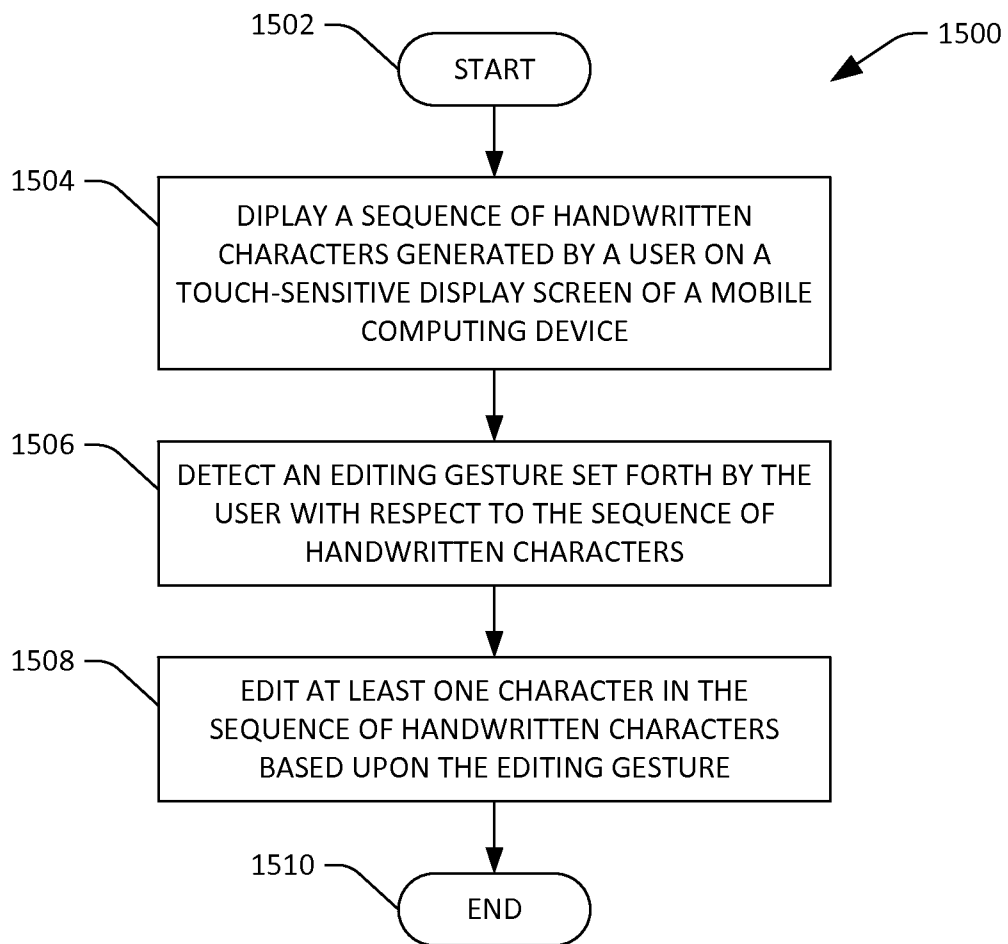 1502
START
1500
1504
DIPLAY A SEQUENCE OF HANDWRITTEN
CHARACTERS GENERATED BY A USER ON A
TOUCH-SENSITIVE DISPLAY SCREEN OF A MOBILE
COMPUTING DEVICE
1506
DETECT AN EDITING GESTURE SET FORTH BY THE
USER WITH RESPECT TO THE SEQUENCE OF
HANDWRITTEN CHARACTERS
1508
EDIT AT LEAST ONE CHARACTER IN THE
SEQUENCE OF HANDWRITTEN CHARACTERS
BASED UPON THE EDITING GESTURE
1510
END